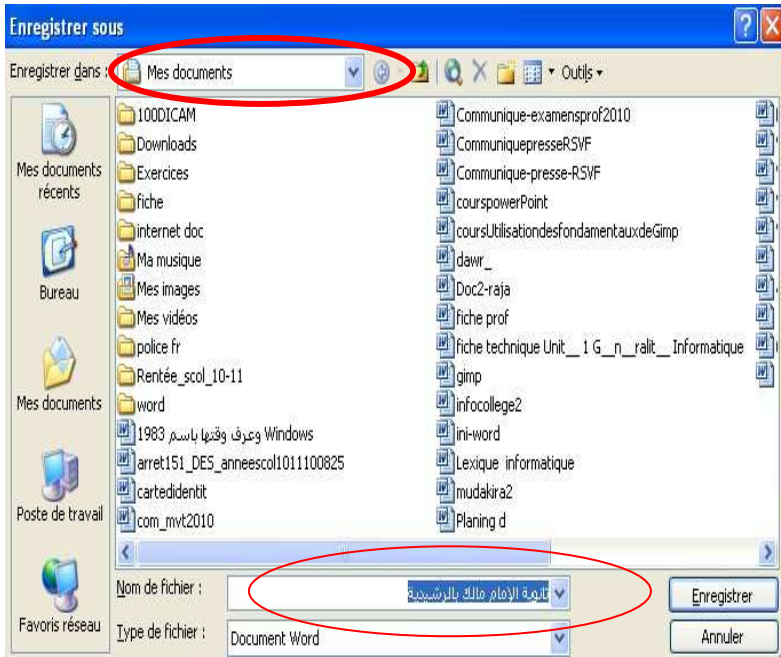 Enregistrer sous
Enregistrer dans :
Mes documents
Outils
Mes documents récents
Bureau
Mes documents
Poste de travail
Favoris réseau
100DICAM
Downloads
Exercices
fiche
internet doc
Ma musique
Mes images
Mes vidéos
police fr
Rentée_scol_10-11
word
1983 وعرف وقتها باسم Windows
arret151_DES_anneescol1011100825
cartedidentit
com_mvt2010
Communique-examensprof2010
CommuniquepresseRSVF
Communique-presse-RSVF
courspowerPoint
coursUtilisationdesfondamentauxdeGimp
dawr_
Doc2-raja
fiche prof
fiche technique Unit__ 1 G__n__ralit__ Informatique
gimp
infocollege2
ini-word
Lexique informatique
mudakira2
Planing d
Nom de fichier :
ثانوية الإمام مالك بالرشيدية
Enregistrer
Type de fichier :
Document Word
Annuler